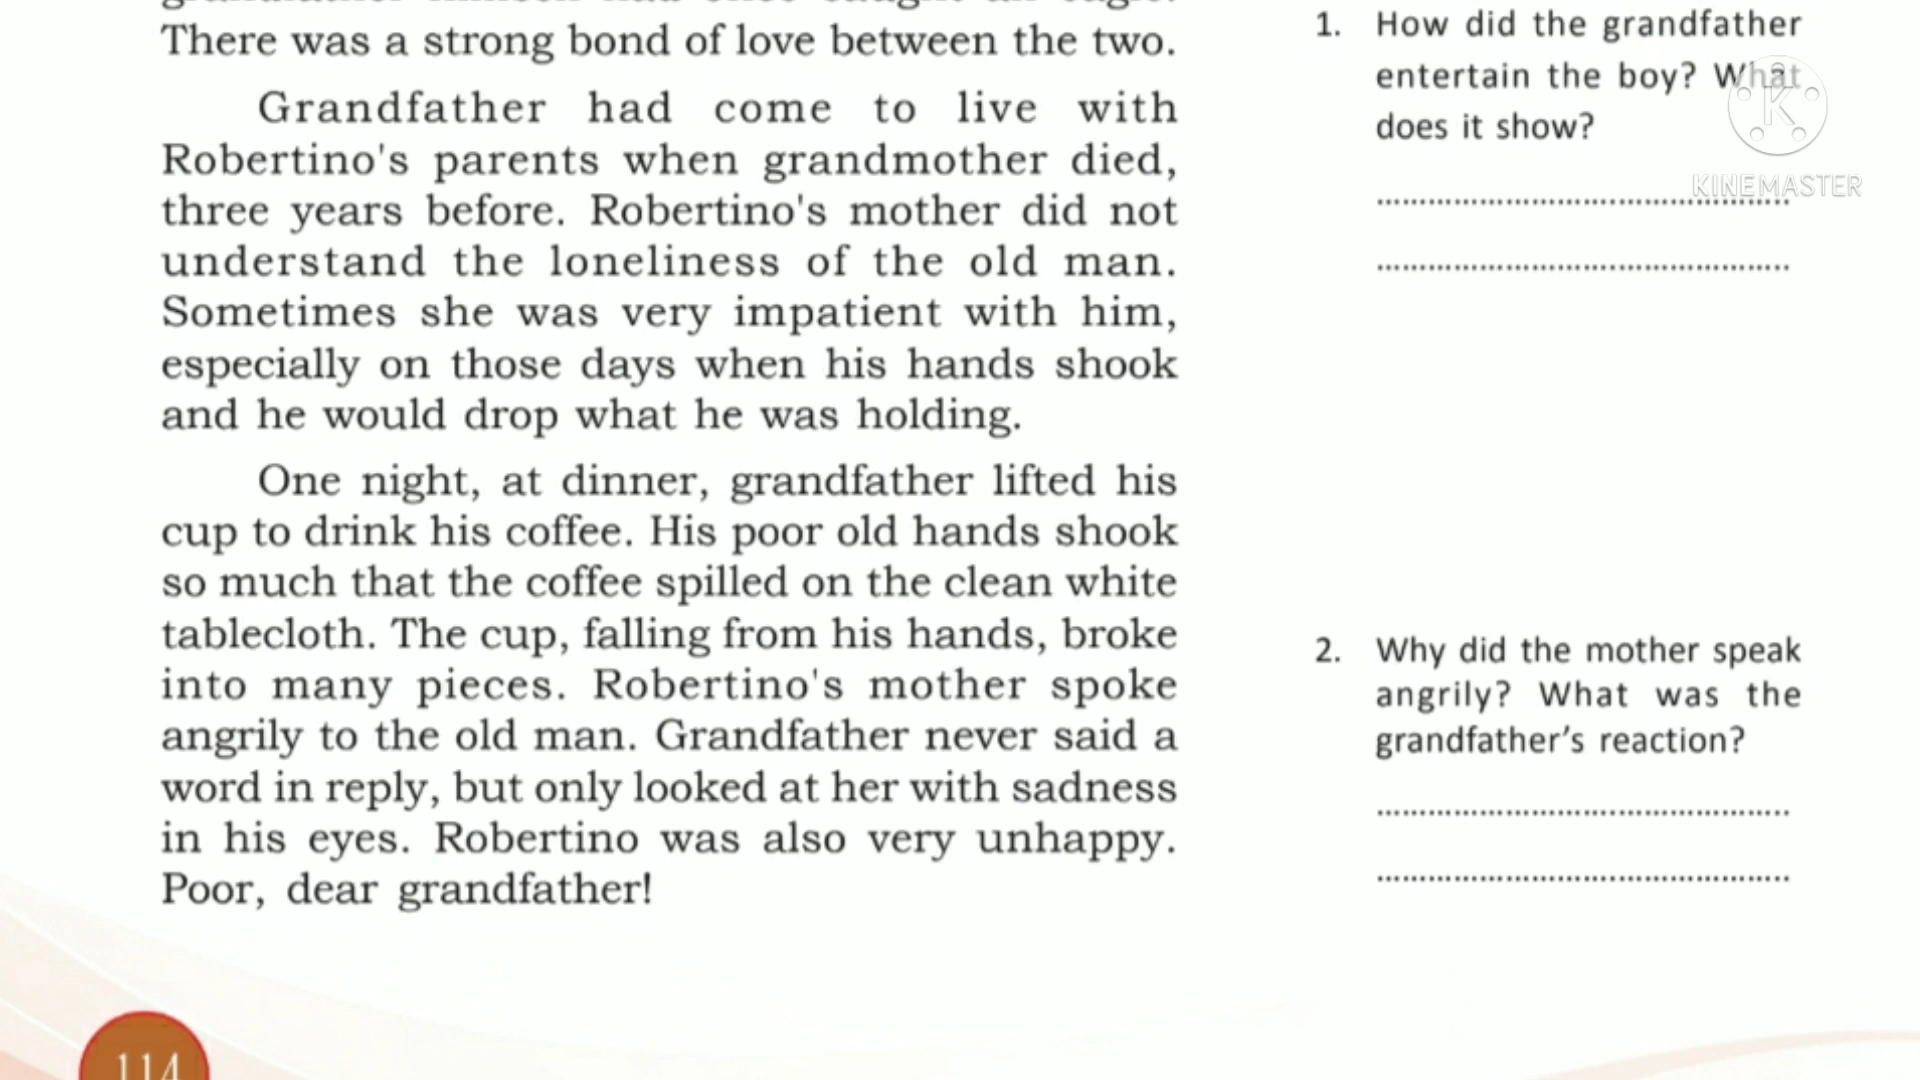 grandfather himself had once caught an eagle.
There was a strong bond of love between the two.
Grandfather had come to live with
Robertino's parents when grandmother died,
three years before. Robertino's mother did not
understand the loneliness of the old man.
Sometimes she was very impatient with him,
especially on those days when his hands shook
and he would drop what he was holding.
One night, at dinner, grandfather lifted his
cup to drink his coffee. His poor old hands shook
so much that the coffee spilled on the clean white
tablecloth. The cup, falling from his hands, broke
into many pieces. Robertino's mother spoke
angrily to the old man. Grandfather never said a
word in reply, but only looked at her with sadness
in his eyes. Robertino was also very unhappy.
Poor, dear grandfather!
114
1. How did the grandfather
entertain the boy? What
does it show?
2. Why did the mother speak
angrily? What was the
grandfather’s reaction?
K
KINEMASTER